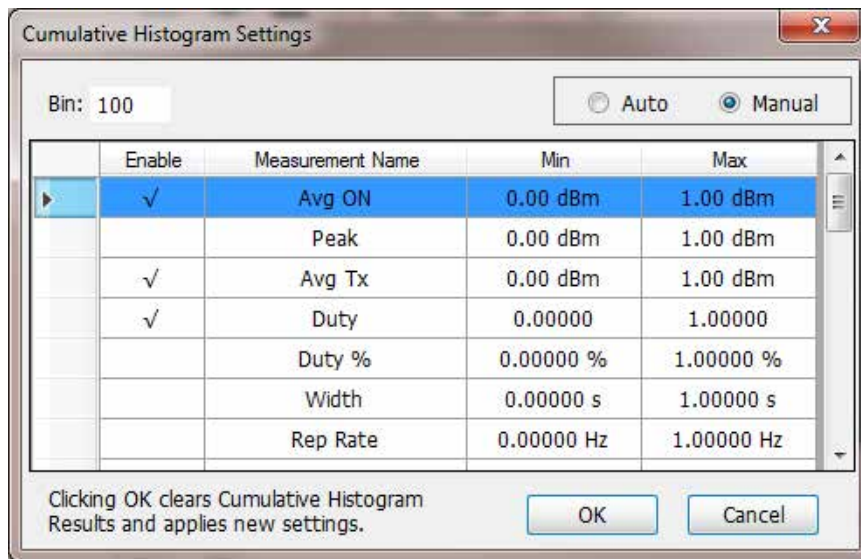 Cumulative Histogram Settings
Bin: 100 Auto Manual
Enable Measurement Name Min Max
√ Avg ON 0.00 dBm 1.00 dBm
Peak 0.00 dBm 1.00 dBm
√ Avg Tx 0.00 dBm 1.00 dBm
√ Duty 0.00000 1.00000
Duty % 0.00000 % 1.00000 %
Width 0.00000 s 1.00000 s
Rep Rate 0.00000 Hz 1.00000 Hz
Clicking OK clears Cumulative Histogram
Results and applies new settings.
OK Cancel